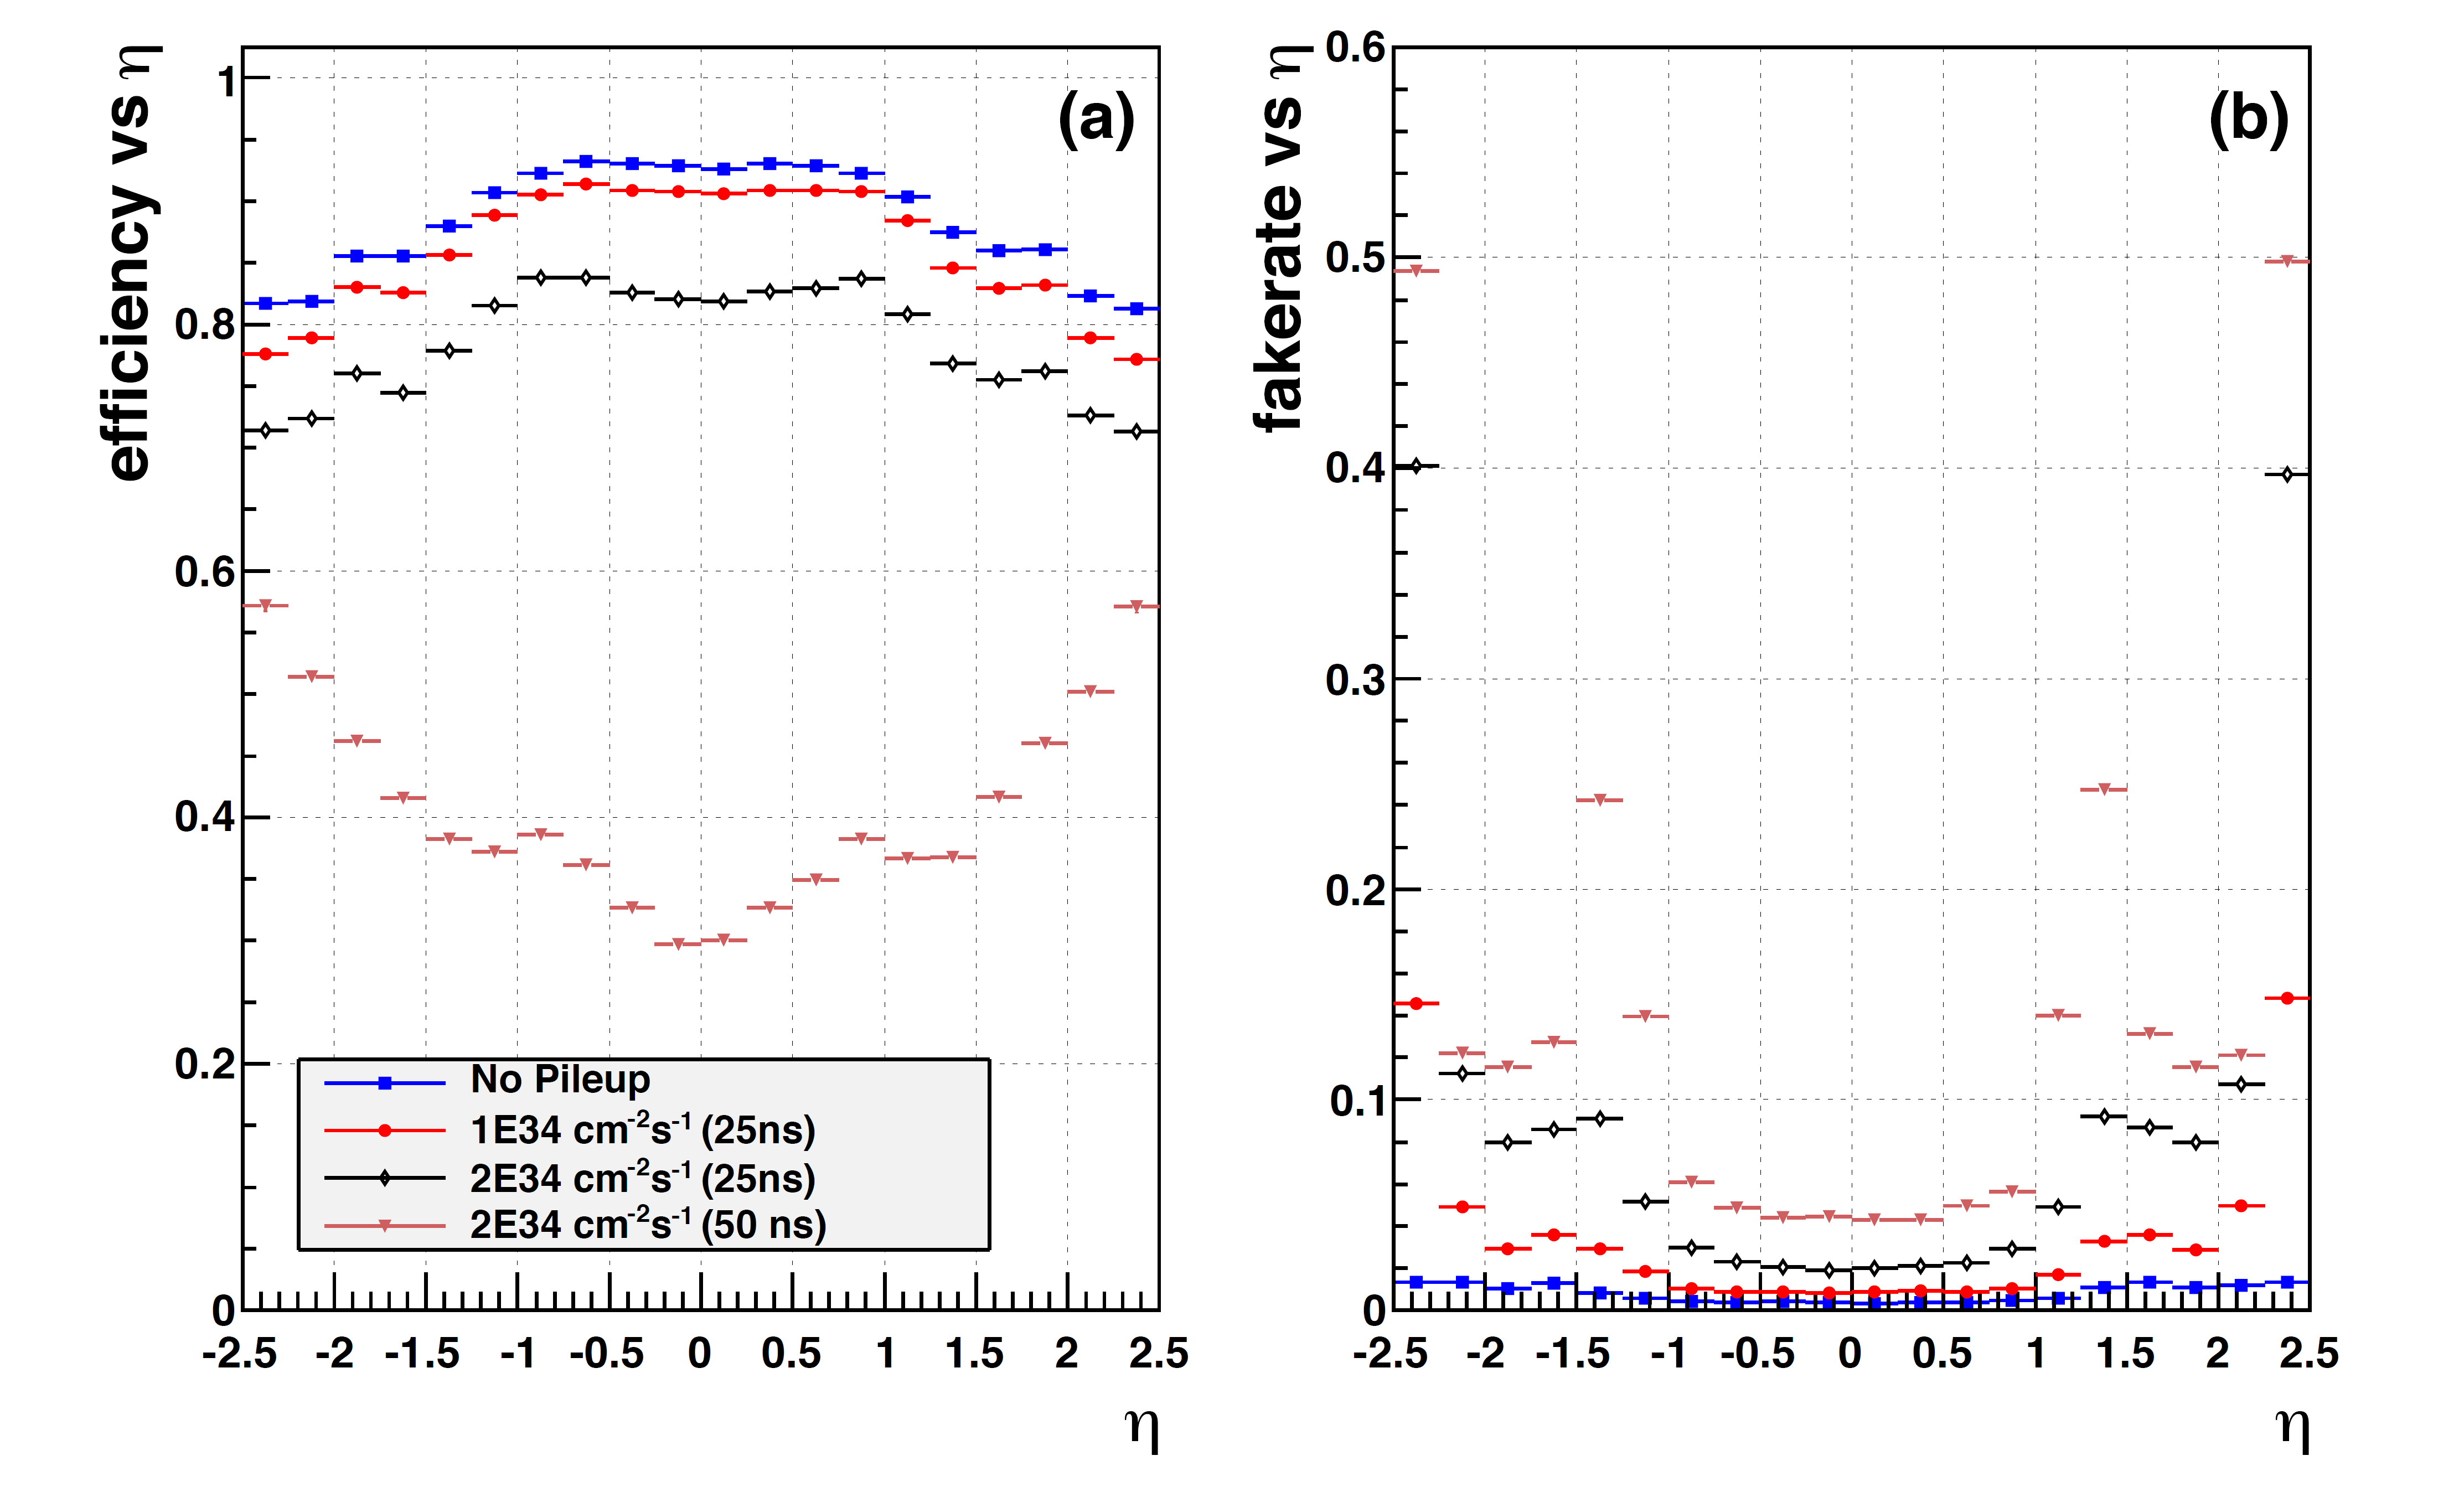 efficiency vs η
(a)
1
0.8
0.6
0.4
0.2
0
No Pileup
1E34 cm⁻²s⁻¹ (25ns)
2E34 cm⁻²s⁻¹ (25ns)
2E34 cm⁻²s⁻¹ (50 ns)
-2.5 -2 -1.5 -1 -0.5 0 0.5 1 1.5 2 2.5
η
fakerate vs η
(b)
0.6
0.5
0.4
0.3
0.2
0.1
0
-2.5 -2 -1.5 -1 -0.5 0 0.5 1 1.5 2 2.5
η